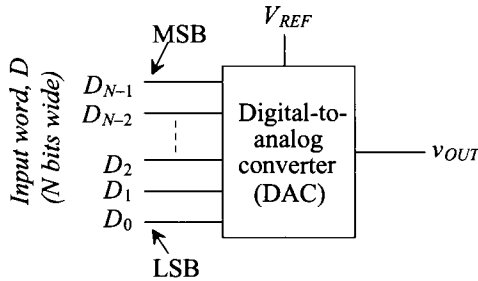 V_REF
MSB
Input word, D
(N bits wide)
D_{N–1}
D_{N–2}
D_2
D_1
D_0
LSB
Digital-to-
analog
converter
(DAC)
v_OUT